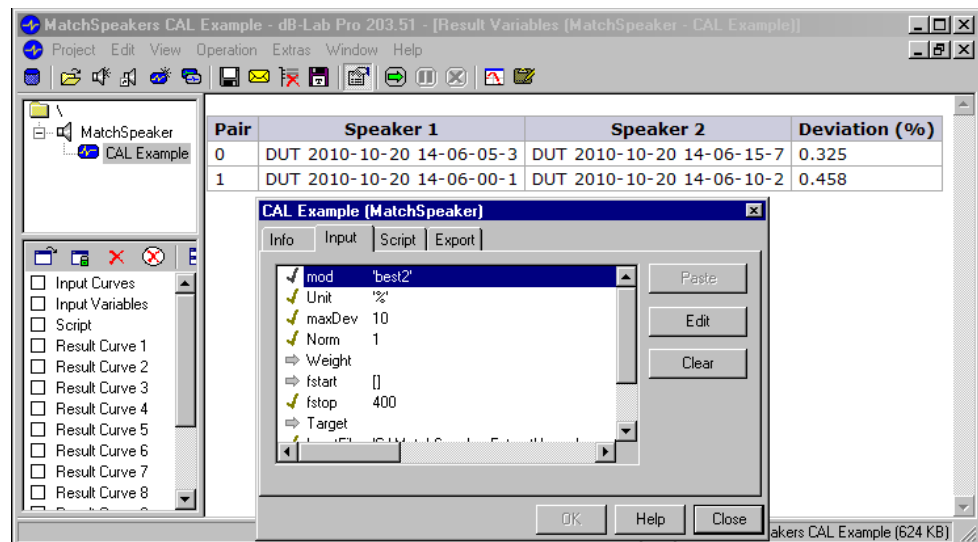 MatchSpeakers CAL Example - dB-Lab Pro 203.51 - [Result Variables (MatchSpeaker - CAL Example)]
Project Edit View Operation Extras Window Help
\
MatchSpeaker
CAL Example
Pair Speaker 1 Speaker 2 Deviation (%)
0 DUT 2010-10-20 14-06-05-3 DUT 2010-10-20 14-06-15-7 0.325
1 DUT 2010-10-20 14-06-00-1 DUT 2010-10-20 14-06-10-2 0.458
Input Curves
Input Variables
Script
Result Curve 1
Result Curve 2
Result Curve 3
Result Curve 4
Result Curve 5
Result Curve 6
Result Curve 7
Result Curve 8
CAL Example (MatchSpeaker)
Info Input Script Export
mod 'best2'
Unit '%'
maxDev 10
Norm 1
Weight
fstart []
fstop 400
Target
Paste
Edit
Clear
OK Help Close
akers CAL Example (624 KB)